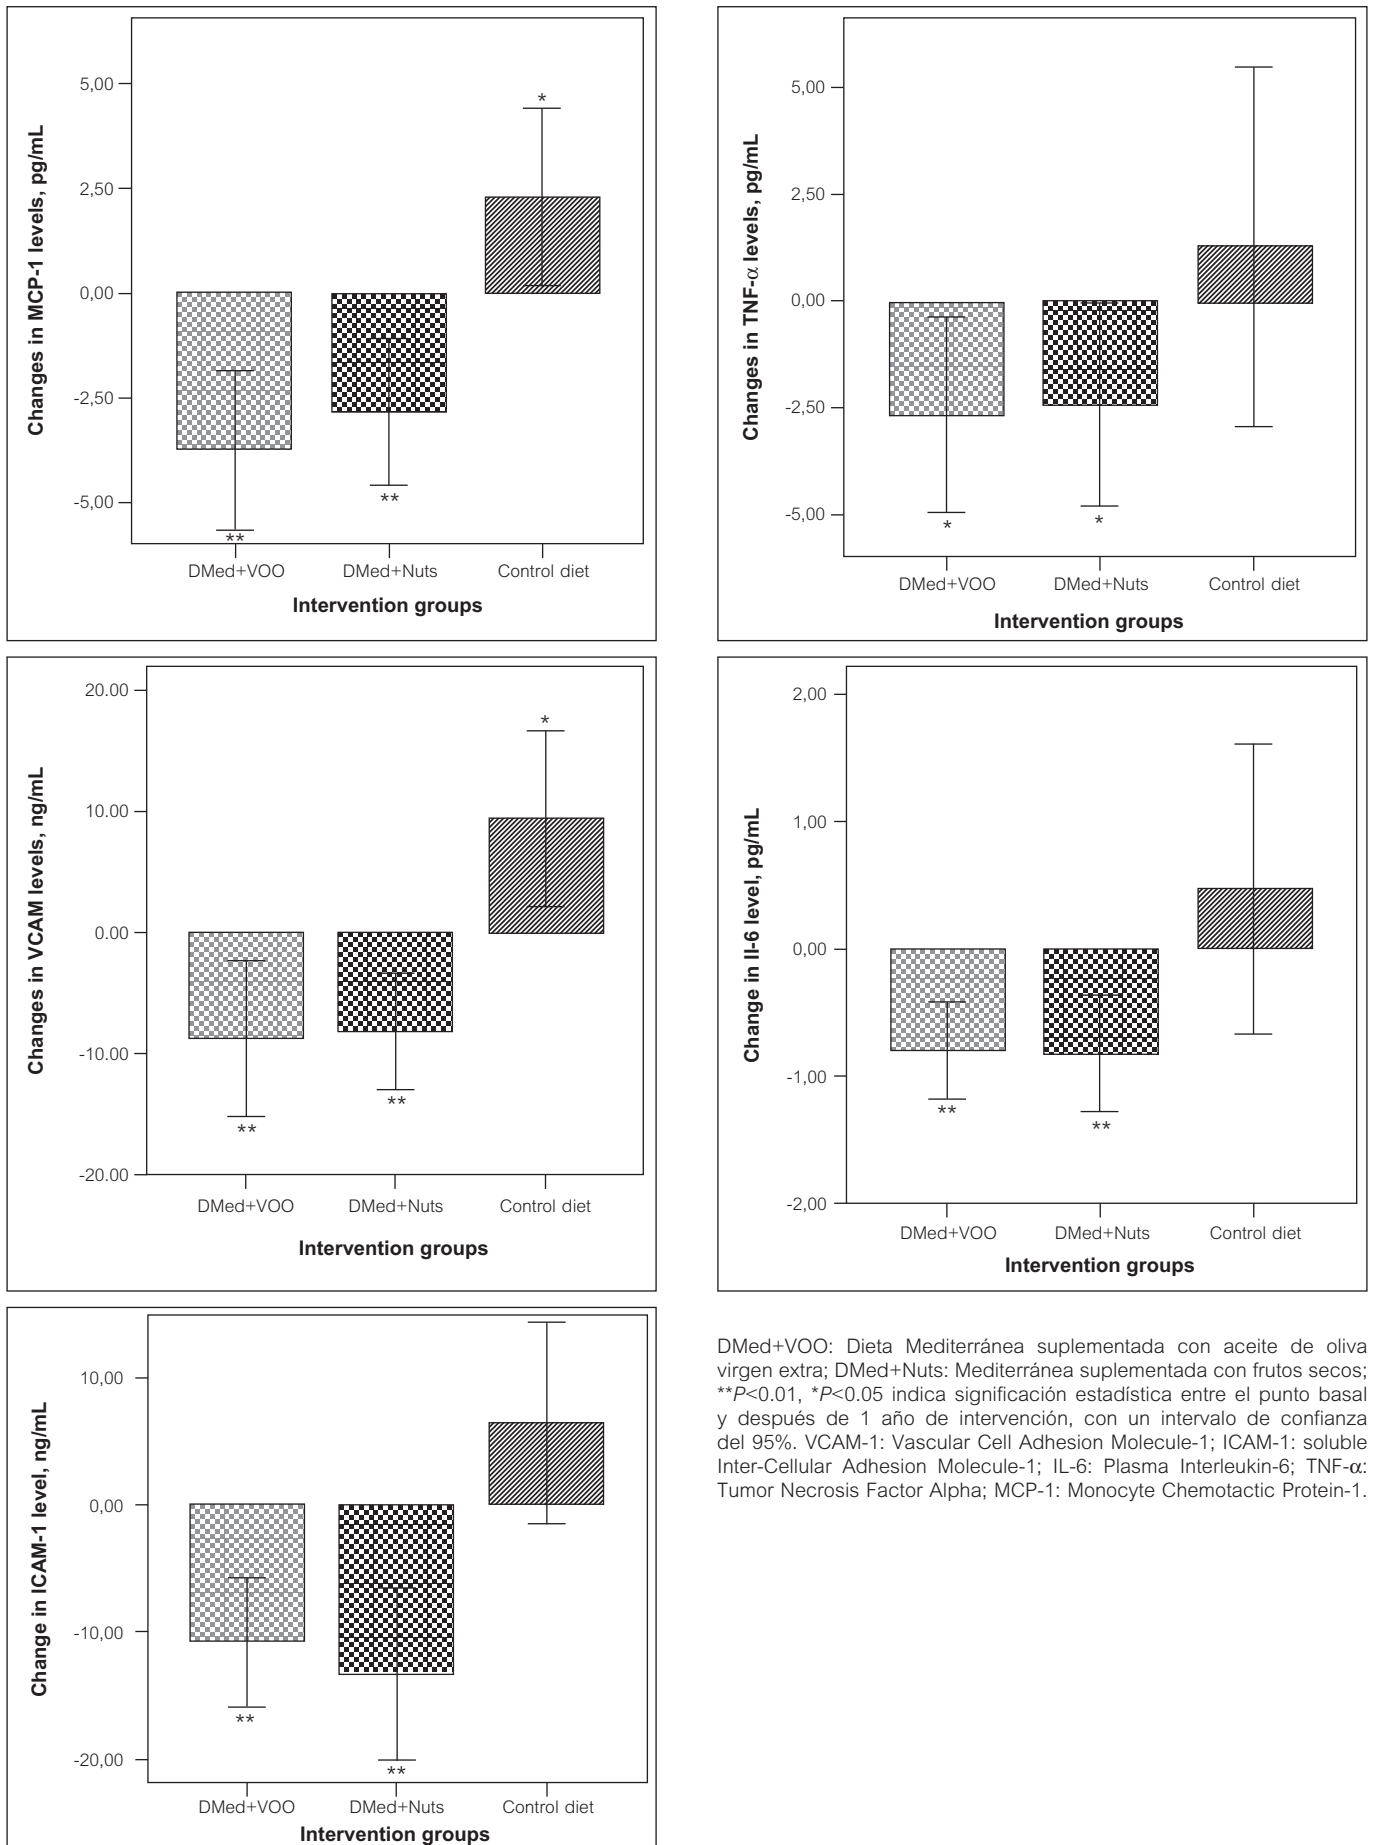 Changes in MCP-1 levels, pg/mL
5,00
2,50
0,00
-2,50
-5,00
*
**
**
DMed+VOO DMed+Nuts Control diet
Intervention groups
Changes in TNF-α levels, pg/mL
5,00
2,50
0,00
-2,50
-5,00
*
*
DMed+VOO DMed+Nuts Control diet
Intervention groups
Changes in VCAM levels, ng/mL
20.00
10.00
0.00
-10.00
-20.00
*
**
**
DMed+VOO DMed+Nuts Control diet
Intervention groups
Change in Il-6 level, pg/mL
2,00
1,00
0,00
-1,00
-2,00
**
**
DMed+VOO DMed+Nuts Control diet
Intervention groups
Change in ICAM-1 level, ng/mL
10,00
0,00
-10,00
-20,00
**
**
DMed+VOO DMed+Nuts Control diet
Intervention groups
DMed+VOO: Dieta Mediterránea suplementada con aceite de oliva
virgen extra; DMed+Nuts: Mediterránea suplementada con frutos secos;
**P<0.01, *P<0.05 indica significación estadística entre el punto basal
y después de 1 año de intervención, con un intervalo de confianza
del 95%. VCAM-1: Vascular Cell Adhesion Molecule-1; ICAM-1: soluble
Inter-Cellular Adhesion Molecule-1; IL-6: Plasma Interleukin-6; TNF-α:
Tumor Necrosis Factor Alpha; MCP-1: Monocyte Chemotactic Protein-1.